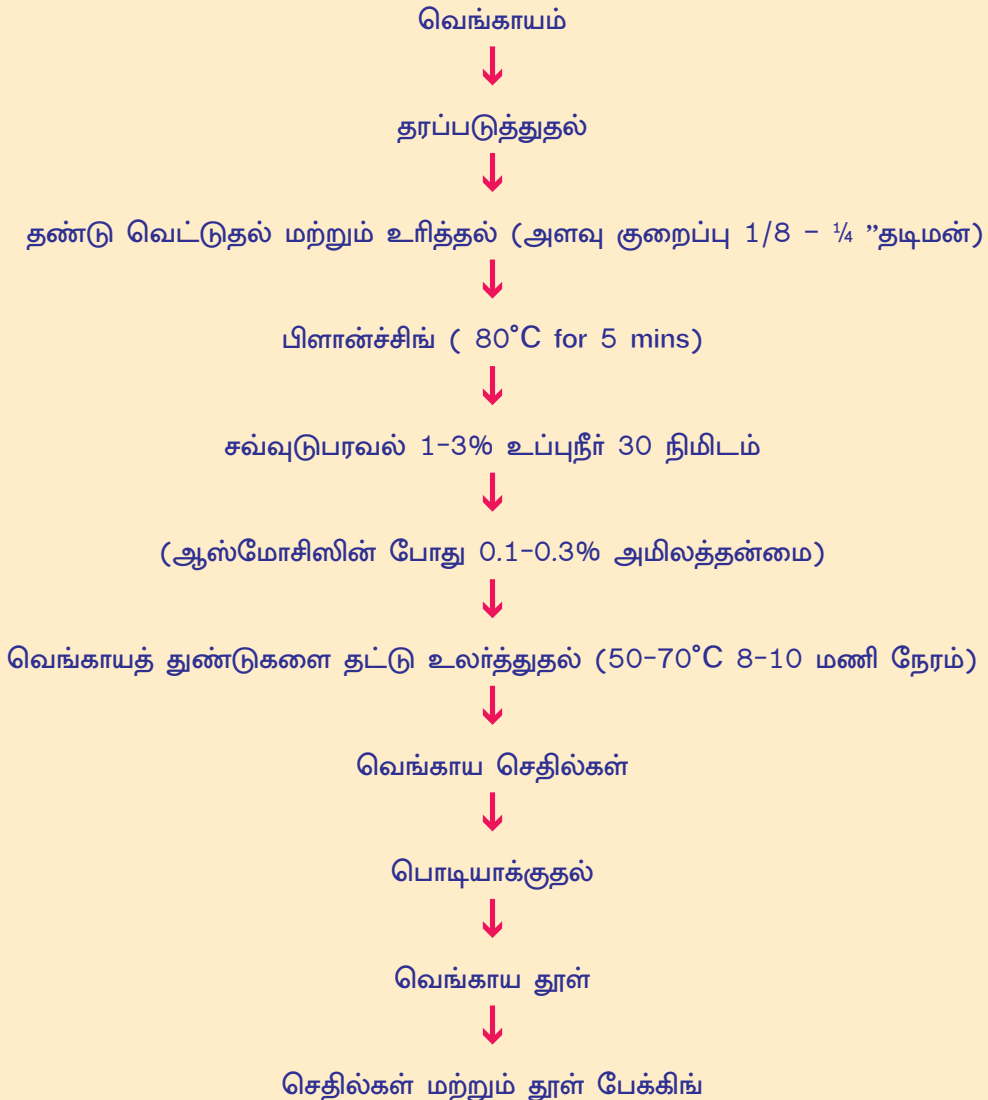 வெங்காயம்
தரப்படுத்துதல்
தண்டு வெட்டுதல் மற்றும் உரித்தல் (அளவு குறைப்பு 1/8 - ¼ ”தடிமன்)
பிளான்ச்சிங் ( 80°C for 5 mins)
சவ்வுடுபரவல் 1-3% உப்புநீர் 30 நிமிடம்
(ஆஸ்மோசிஸின் போது 0.1-0.3% அமிலத்தன்மை)
வெங்காயத் துண்டுகளை தட்டு உலர்த்துதல் (50-70°C 8-10 மணி நேரம்)
வெங்காய செதில்கள்
பொடியாக்குதல்
வெங்காய தூள்
செதில்கள் மற்றும் தூள் பேக்கிங்